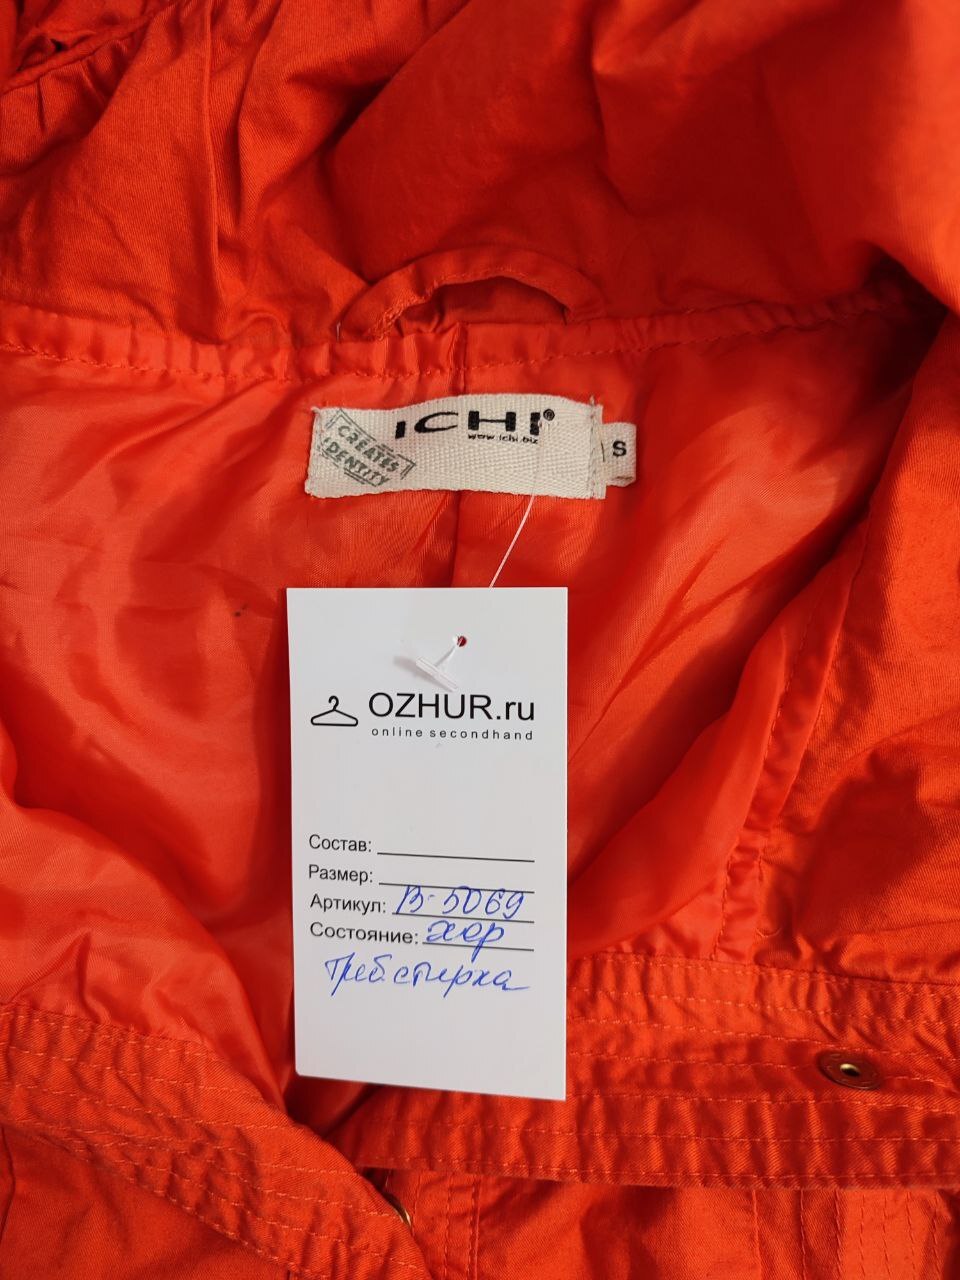 ICHI®
www.ichi.biz
CREATES
IDENTITY
S
OZHUR.ru
online secondhand
Состав:
Размер:
Артикул: В-5069
Состояние: хор
Треб. стирка